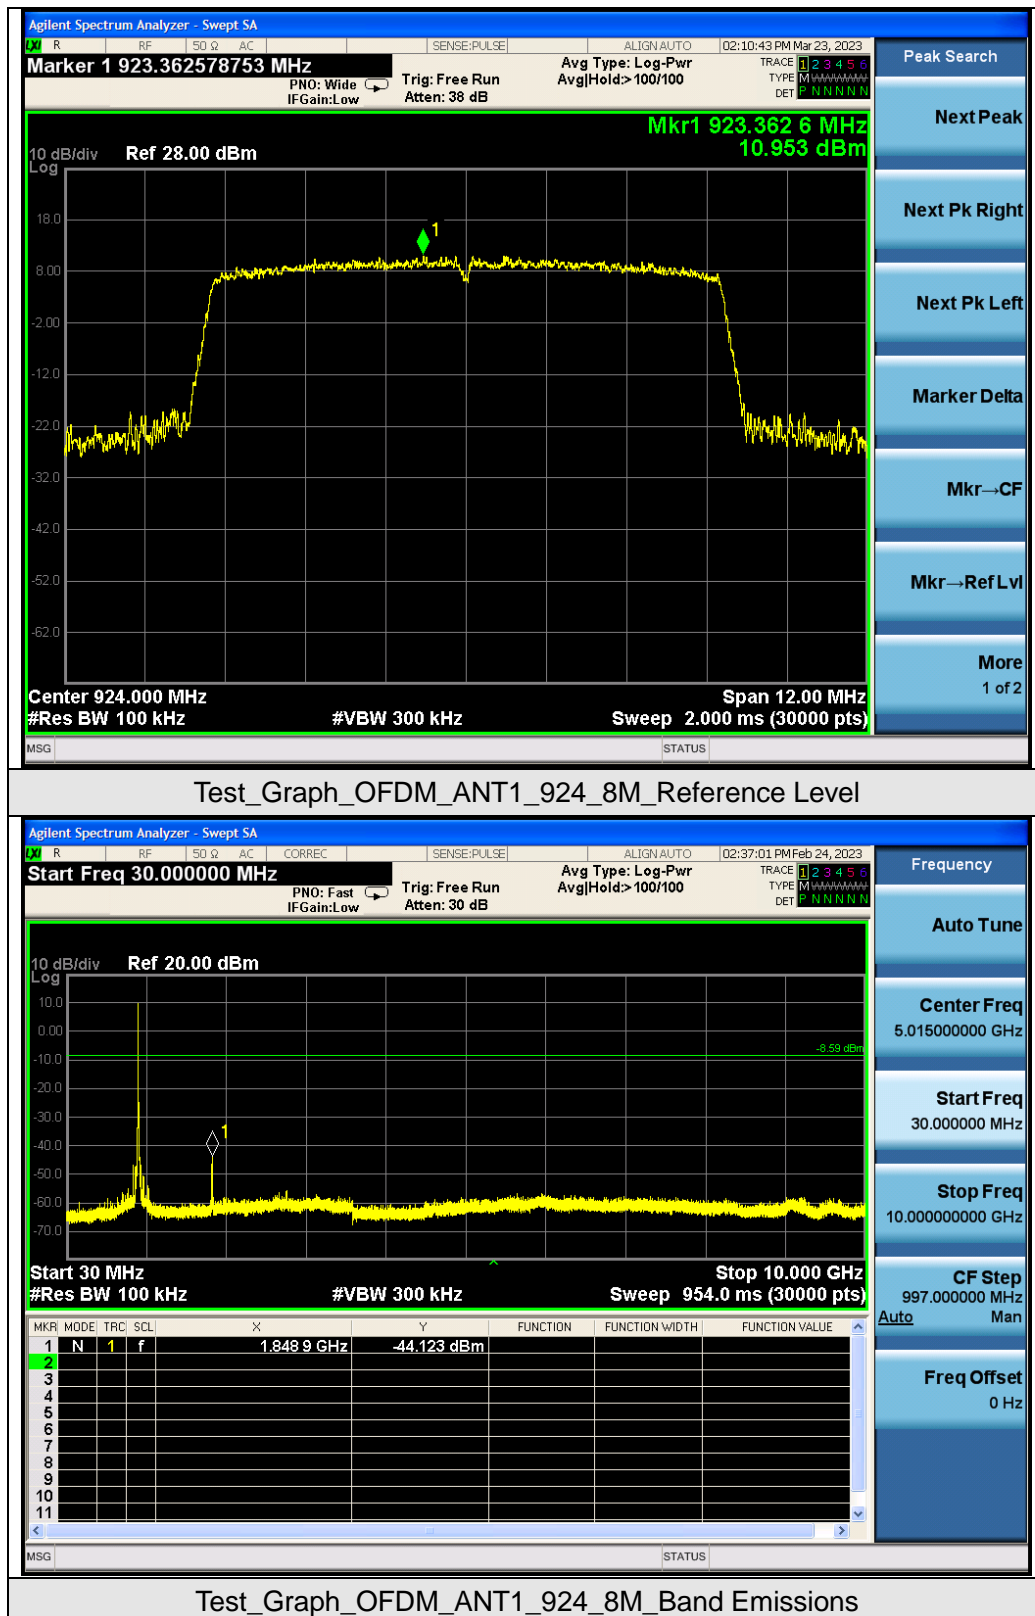 Agilent Spectrum Analyzer - Swept SA
LXI R RF 50 Ω AC SENSE:PULSE ALIGN AUTO 02:10:43 PM Mar 23, 2023
Marker 1 923.362578753 MHz
PNO: Wide
IFGain:Low
Trig: Free Run
Atten: 38 dB
Avg Type: Log-Pwr
Avg|Hold:>100/100
TRACE 1 2 3 4 5 6
TYPE M
DET P N N N N N
Mkr1 923.362 6 MHz
10.953 dBm
10 dB/div Ref 28.00 dBm
Log
18.0
8.00
-2.00
-12.0
-22.0
-32.0
-42.0
-52.0
-62.0
1
Center 924.000 MHz Span 12.00 MHz
#Res BW 100 kHz #VBW 300 kHz Sweep 2.000 ms (30000 pts)
MSG STATUS
Peak Search
Next Peak
Next Pk Right
Next Pk Left
Marker Delta
Mkr→CF
Mkr→Ref Lvl
More
1 of 2
Test_Graph_OFDM_ANT1_924_8M_Reference Level
Agilent Spectrum Analyzer - Swept SA
LXI R RF 50 Ω AC CORREC SENSE:PULSE ALIGN AUTO 02:37:01 PM Feb 24, 2023
Start Freq 30.000000 MHz
PNO: Fast
IFGain:Low
Trig: Free Run
Atten: 30 dB
Avg Type: Log-Pwr
Avg|Hold:>100/100
TRACE 1 2 3 4 5 6
TYPE M
DET P N N N N N
10 dB/div Ref 20.00 dBm
Log
10.0
0.00
-10.0
-20.0
-30.0
-40.0
-50.0
-60.0
-70.0
-8.59 dBm
1
Start 30 MHz Stop 10.000 GHz
#Res BW 100 kHz #VBW 300 kHz Sweep 954.0 ms (30000 pts)
MKR MODE TRC SCL X Y FUNCTION FUNCTION WIDTH FUNCTION VALUE
1 N 1 f 1.848 9 GHz -44.123 dBm
2
3
4
5
6
7
8
9
10
11
MSG STATUS
Frequency
Auto Tune
Center Freq
5.015000000 GHz
Start Freq
30.000000 MHz
Stop Freq
10.000000000 GHz
CF Step
997.000000 MHz
Auto Man
Freq Offset
0 Hz
Test_Graph_OFDM_ANT1_924_8M_Band Emissions